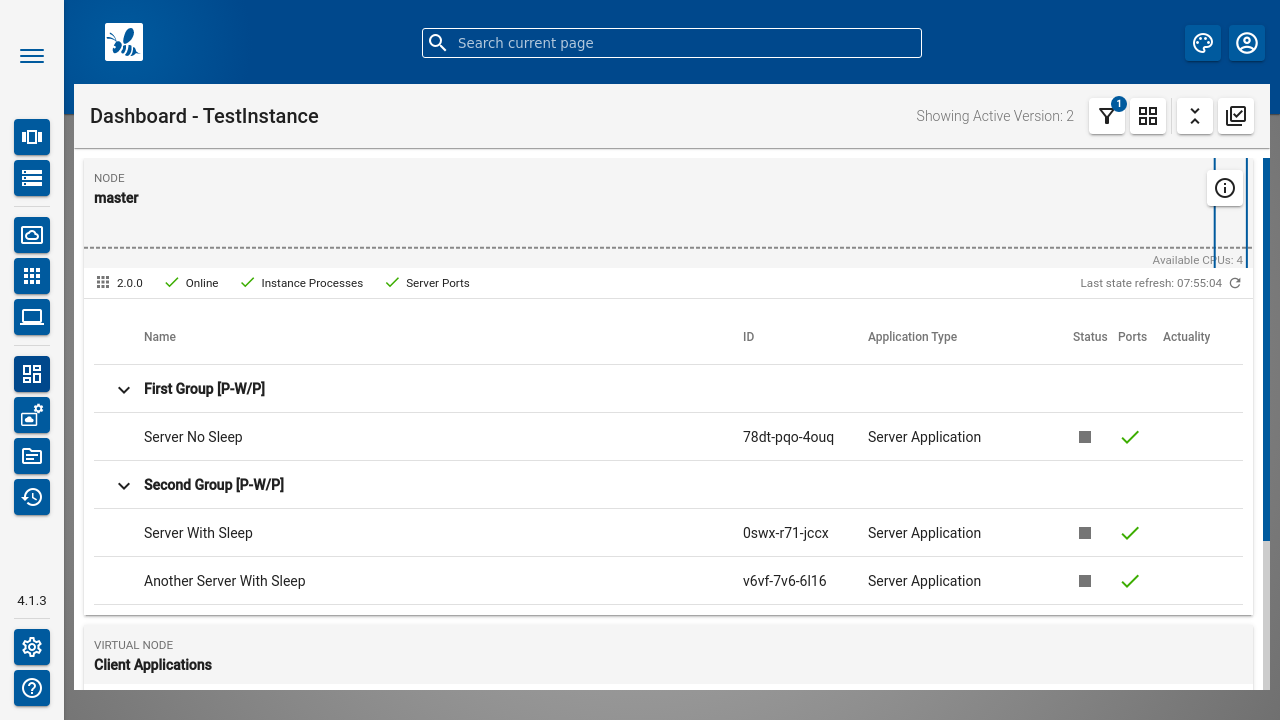 Search current page
Dashboard - TestInstance
Showing Active Version: 2
1
NODE
master
Available CPUs: 4
2.0.0 Online Instance Processes Server Ports
Last state refresh: 07:55:04
Name ID Application Type Status Ports Actuality
First Group [P-W/P]
Server No Sleep 78dt-pqo-4ouq Server Application
Second Group [P-W/P]
Server With Sleep 0swx-r71-jccx Server Application
Another Server With Sleep v6vf-7v6-6l16 Server Application
VIRTUAL NODE
Client Applications
4.1.3